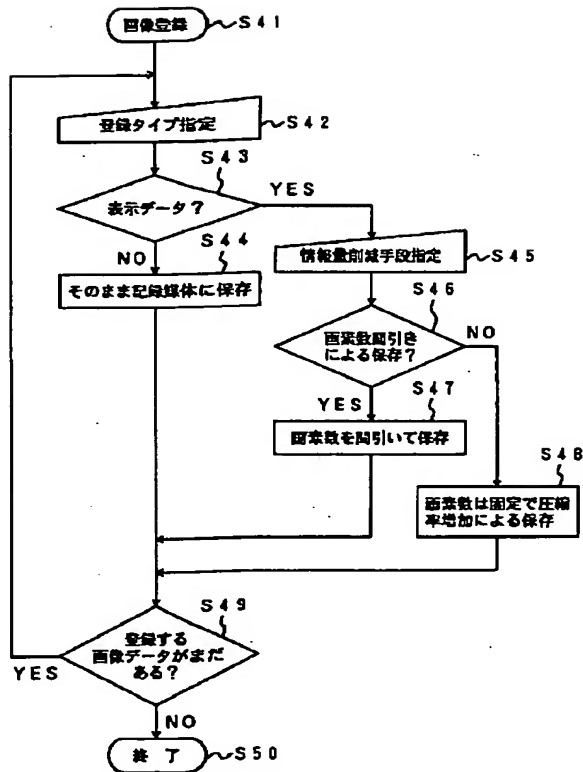 画像登録
S41
登録タイプ指定
S42
S43
表示データ?
YES
NO
S44
そのまま記録媒体に保存
情報量削減手段指定
S45
S46
画素数間引き
による保存?
NO
YES
S47
画素数を間引いて保存
S48
画素数は固定で圧縮
率増加による保存
S49
登録する
画像データがまだ
ある?
YES
NO
終了
S50